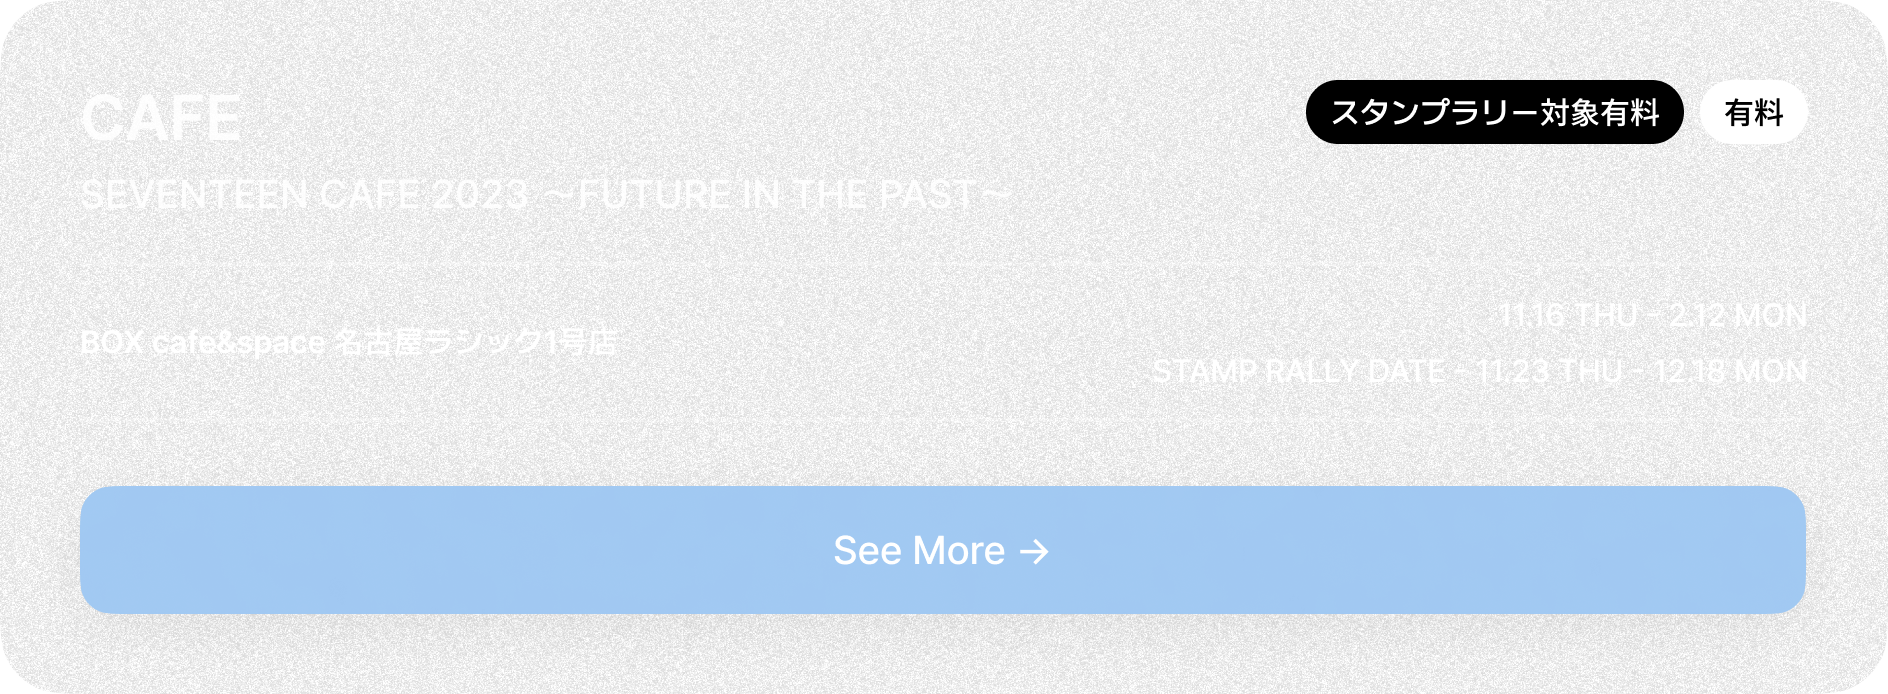 CAFE
スタンプラリー対象有料
有料
SEVENTEEN CAFE 2023 ～FUTURE IN THE PAST～
BOX cafe&space 名古屋ラシック1号店
11.16 THU - 2.12 MON
STAMP RALLY DATE - 11.23 THU - 12.18 MON
See More →